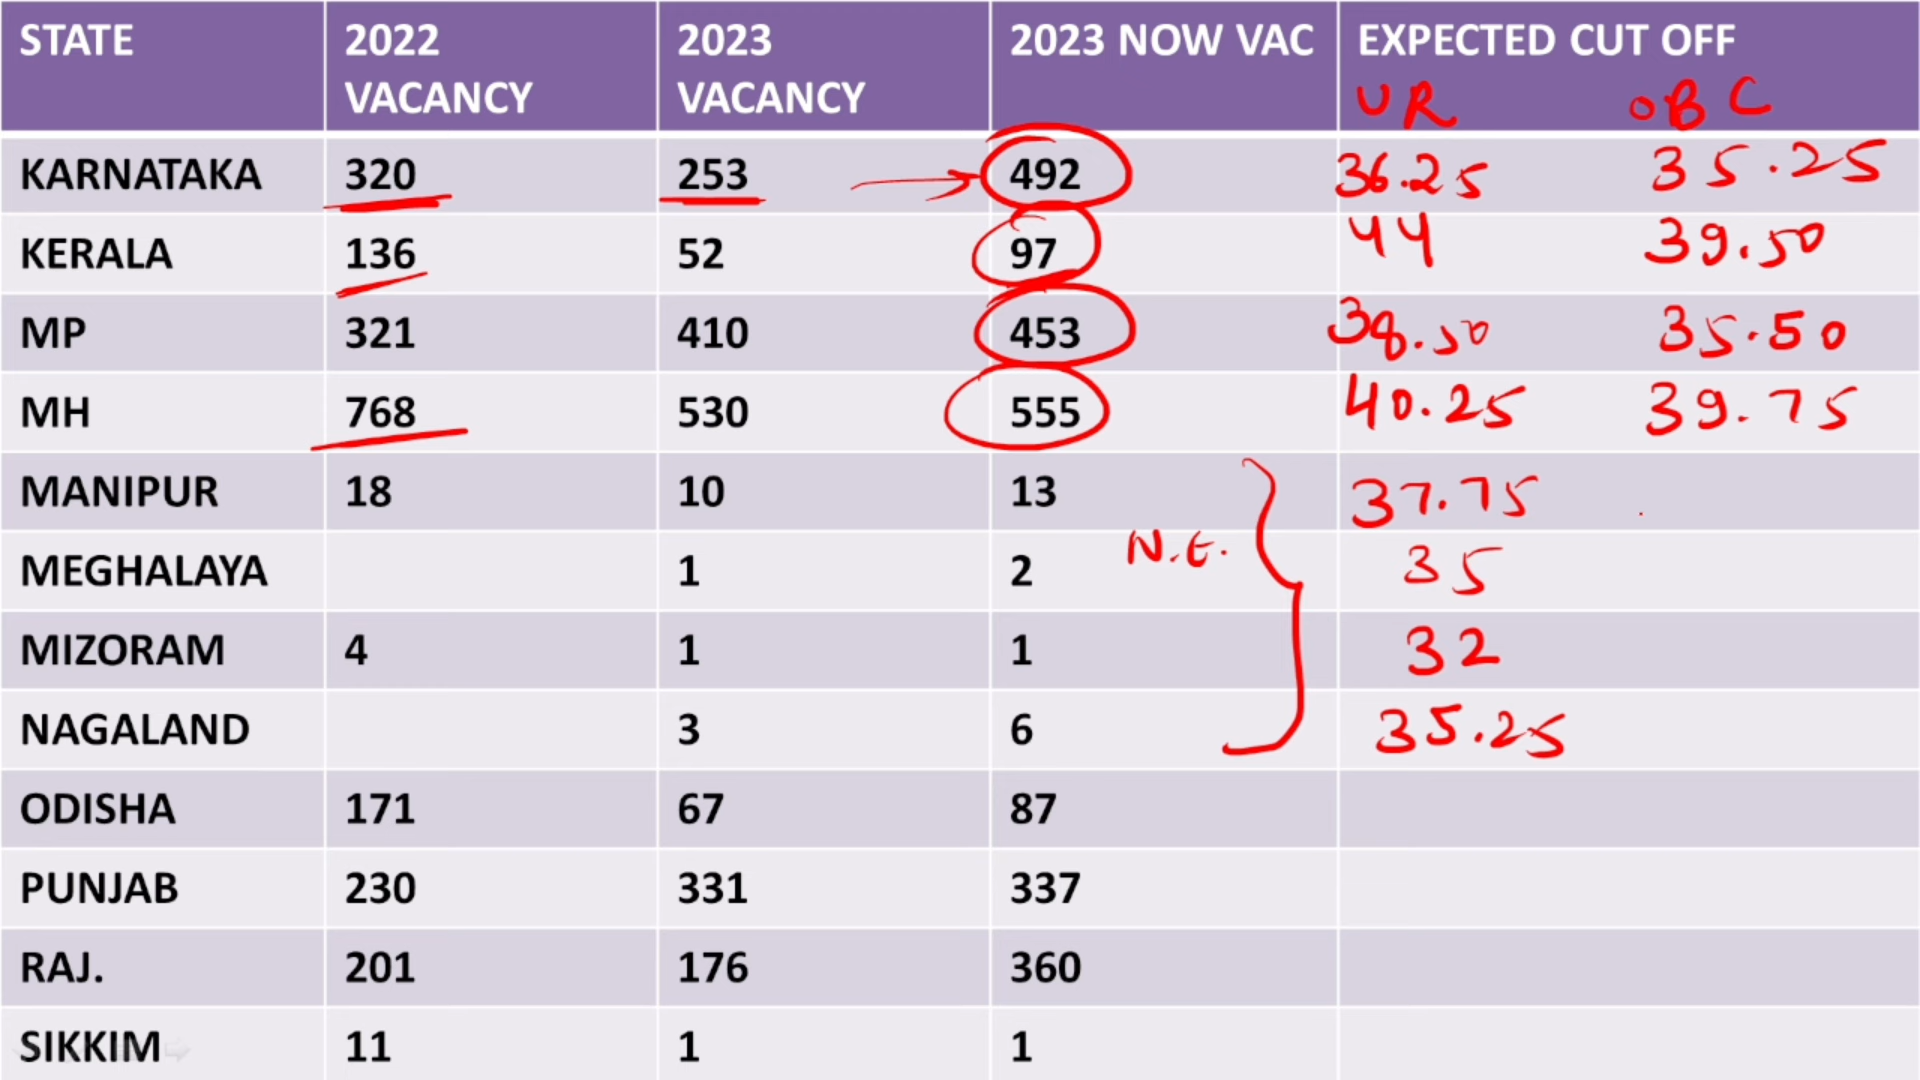 STATE 2022 VACANCY 2023 VACANCY 2023 NOW VAC EXPECTED CUT OFF
UR OBC
KARNATAKA 320 253 492 36.25 35.25
KERALA 136 52 97 44 39.50
MP 321 410 453 38.50 35.50
MH 768 530 555 40.25 39.75
MANIPUR 18 10 13 37.75
N.E.
MEGHALAYA 1 2 35
MIZORAM 4 1 1 32
NAGALAND 3 6 35.25
ODISHA 171 67 87
PUNJAB 230 331 337
RAJ. 201 176 360
SIKKIM 11 1 1